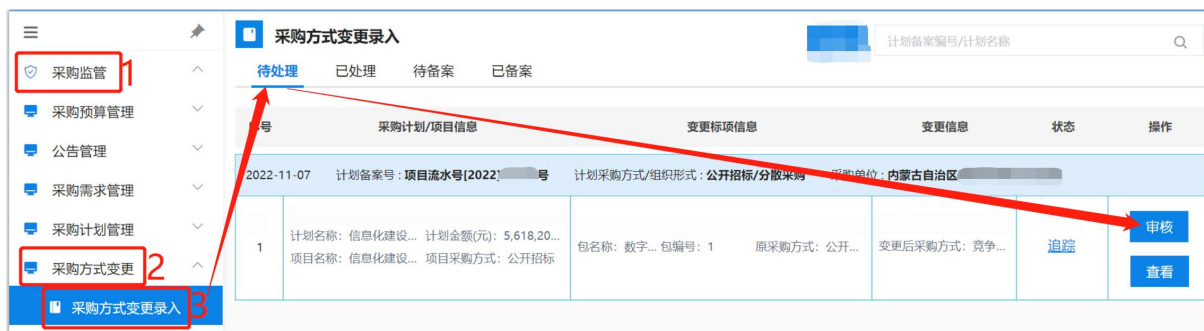 采购监管 1
采购预算管理
公告管理
采购需求管理
采购计划管理
采购方式变更 2
采购方式变更录入 3
采购方式变更录入
计划备案编号/计划名称
待处理 已处理 待备案 已备案
号 采购计划/项目信息 变更标项信息 变更信息 状态 操作
2022-11-07 计划备案号 : 项目流水号[2022] 号 计划采购方式/组织形式 : 公开招标/分散采购 采购单位 : 内蒙古自治区
1 计划名称: 信息化建设... 计划金额(元): 5,618,20...
项目名称: 信息化建设... 项目采购方式: 公开招标
包名称: 数字... 包编号: 1 原采购方式: 公开...
变更后采购方式: 竞争...
追踪
审核
查看